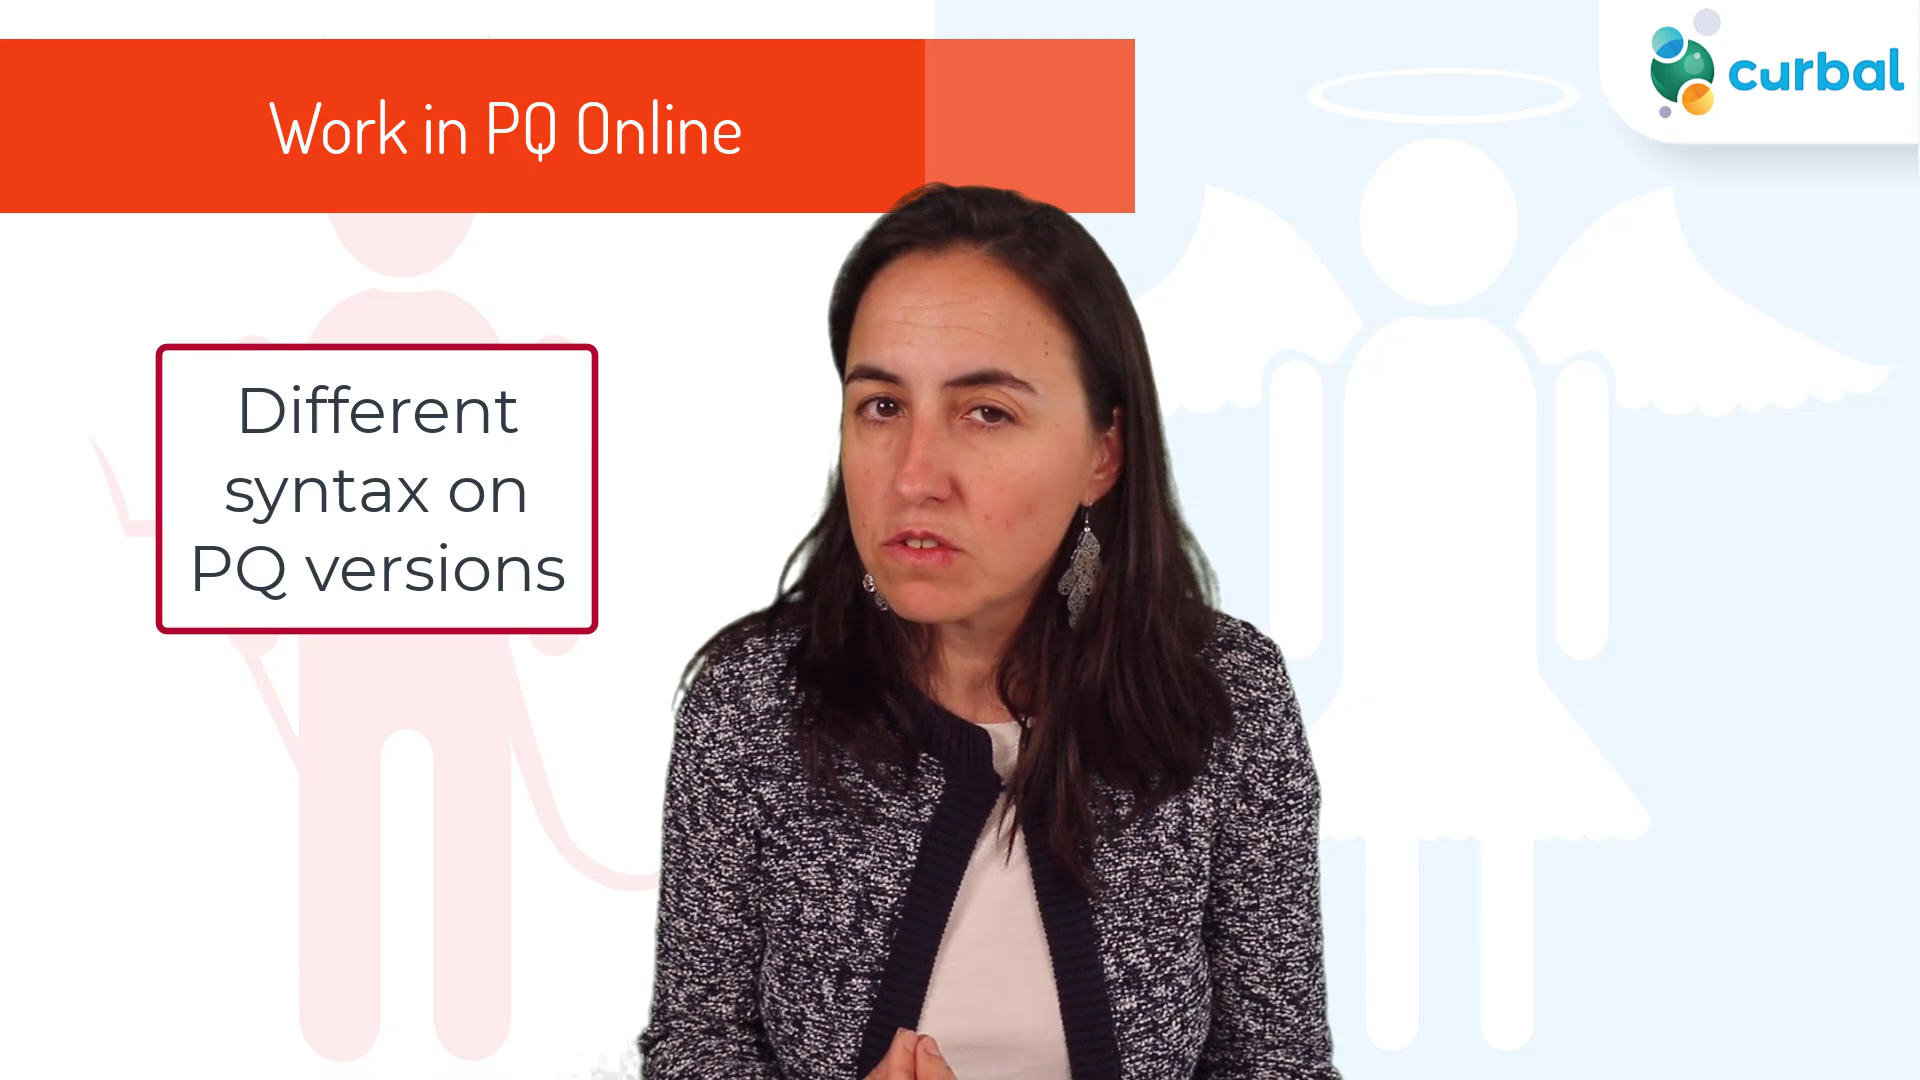 Work in PQ Online
curbal
Different
syntax on
PQ versions